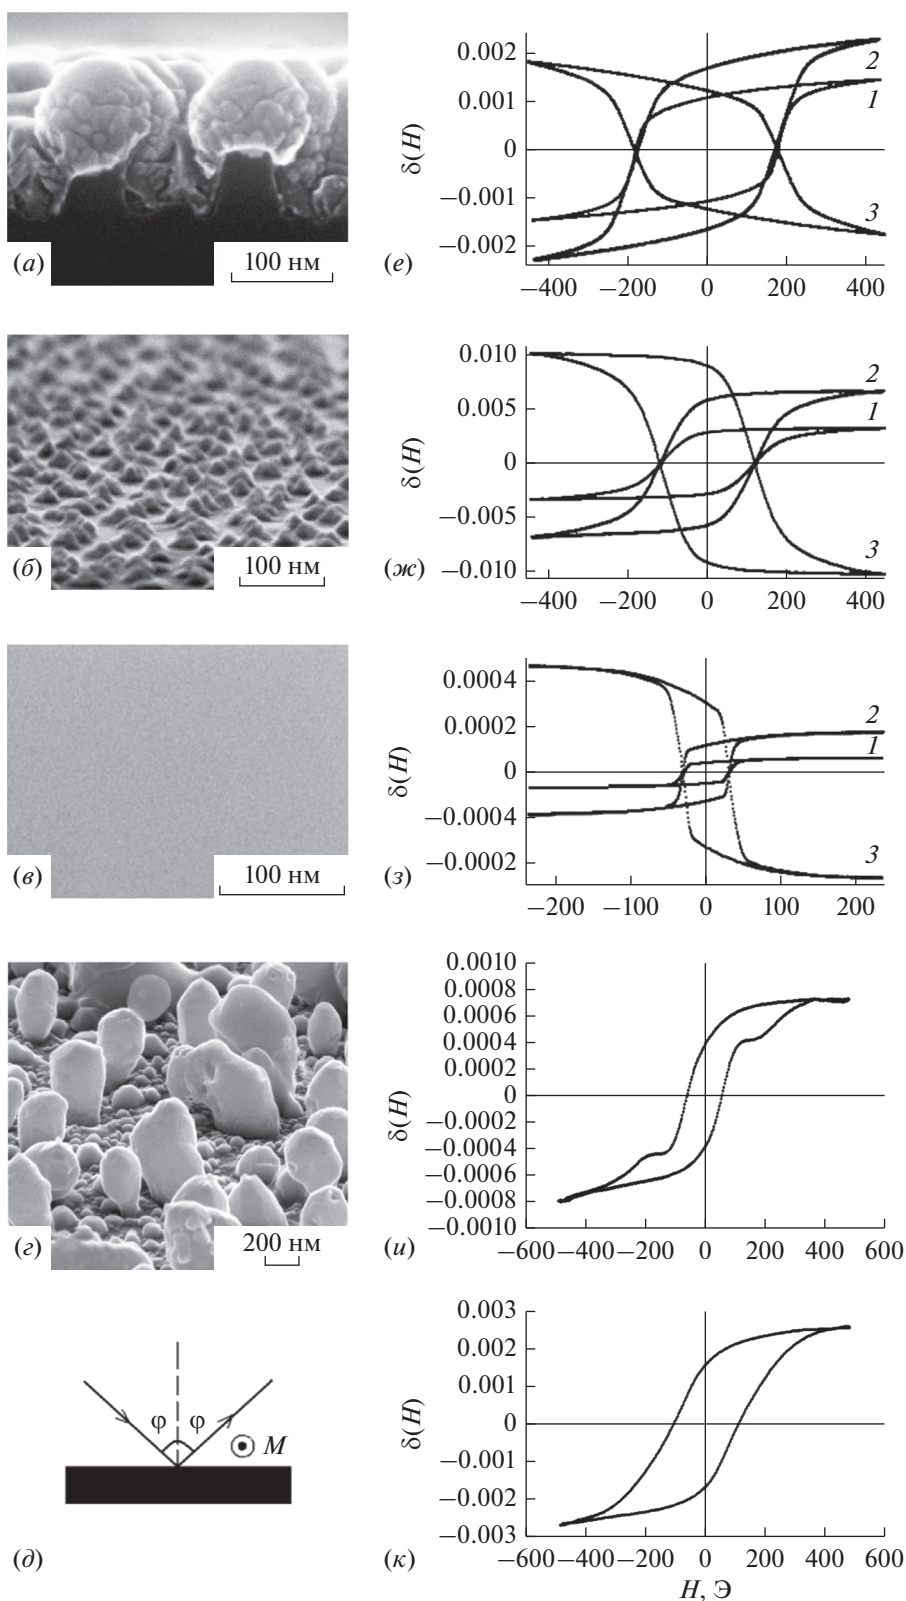 0.002
0.001
0
−0.001
−0.002
δ(H)
2
1
3
100 нм
(а)
(е)
−400 −200 0 200 400
0.010
0.005
0
−0.005
−0.010
δ(H)
2
1
3
100 нм
(б)
(ж)
−400 −200 0 200 400
0.0004
0.0002
0
−0.0004
−0.0002
δ(H)
2
1
3
100 нм
(в)
(з)
−200 −100 0 100 200
0.0010
0.0008
0.0006
0.0004
0.0002
0
−0.0002
−0.0004
−0.0006
−0.0008
−0.0010
δ(H)
200 нм
(г)
(и)
−600 −400 −200 0 200 400 600
φ φ
M
(д)
0.003
0.002
0.001
0
−0.001
−0.002
−0.003
δ(H)
(к)
−600 −400 −200 0 200 400 600
H, Э